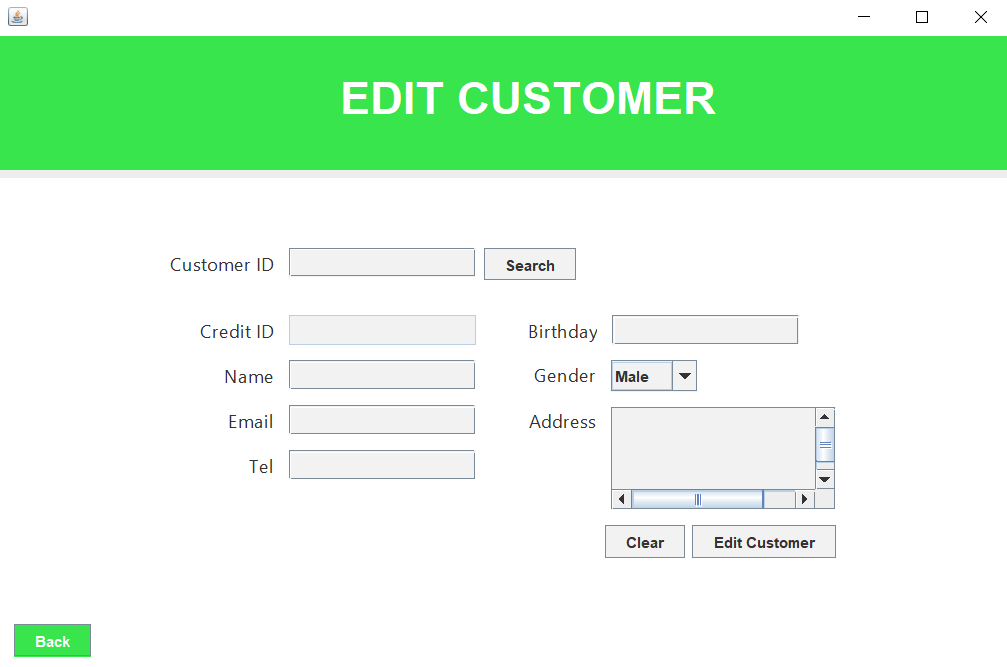 EDIT CUSTOMER
Customer ID
Search
Credit ID
Birthday
Name
Gender
Male
Email
Address
Tel
Clear
Edit Customer
Back